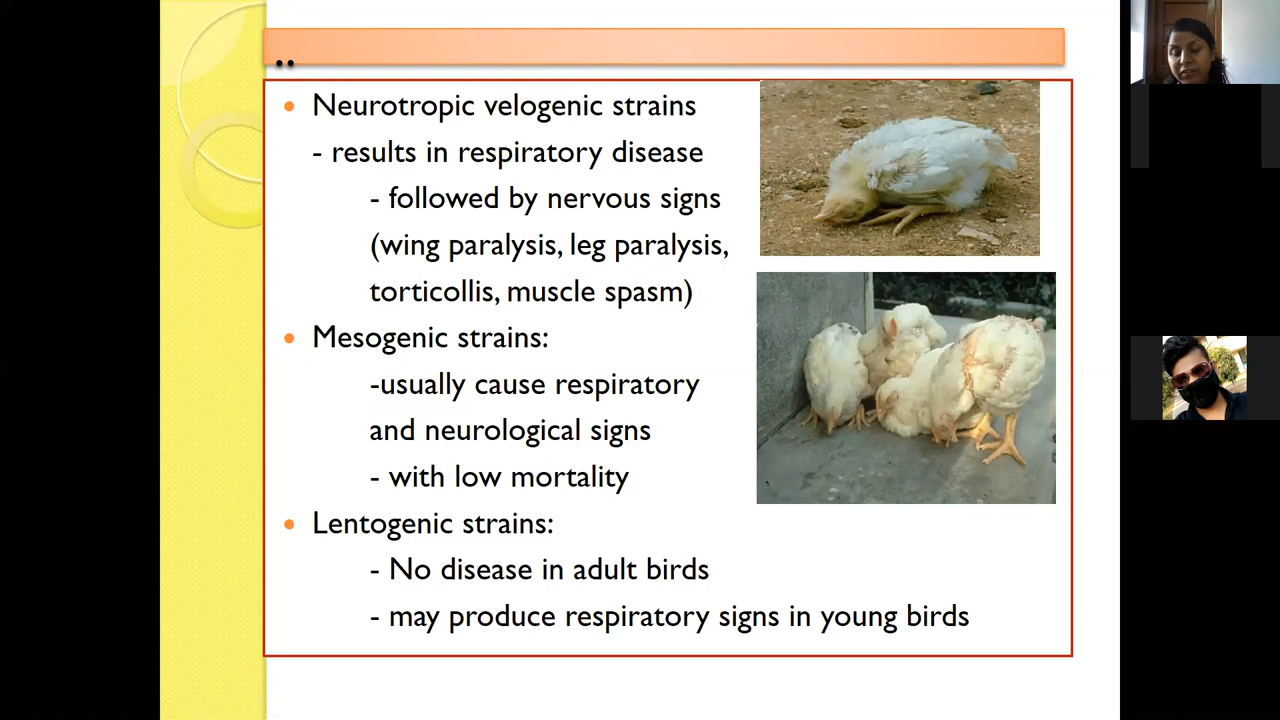 ..
• Neurotropic velogenic strains
- results in respiratory disease
- followed by nervous signs
(wing paralysis, leg paralysis,
torticollis, muscle spasm)
• Mesogenic strains:
-usually cause respiratory
and neurological signs
- with low mortality
• Lentogenic strains:
- No disease in adult birds
- may produce respiratory signs in young birds